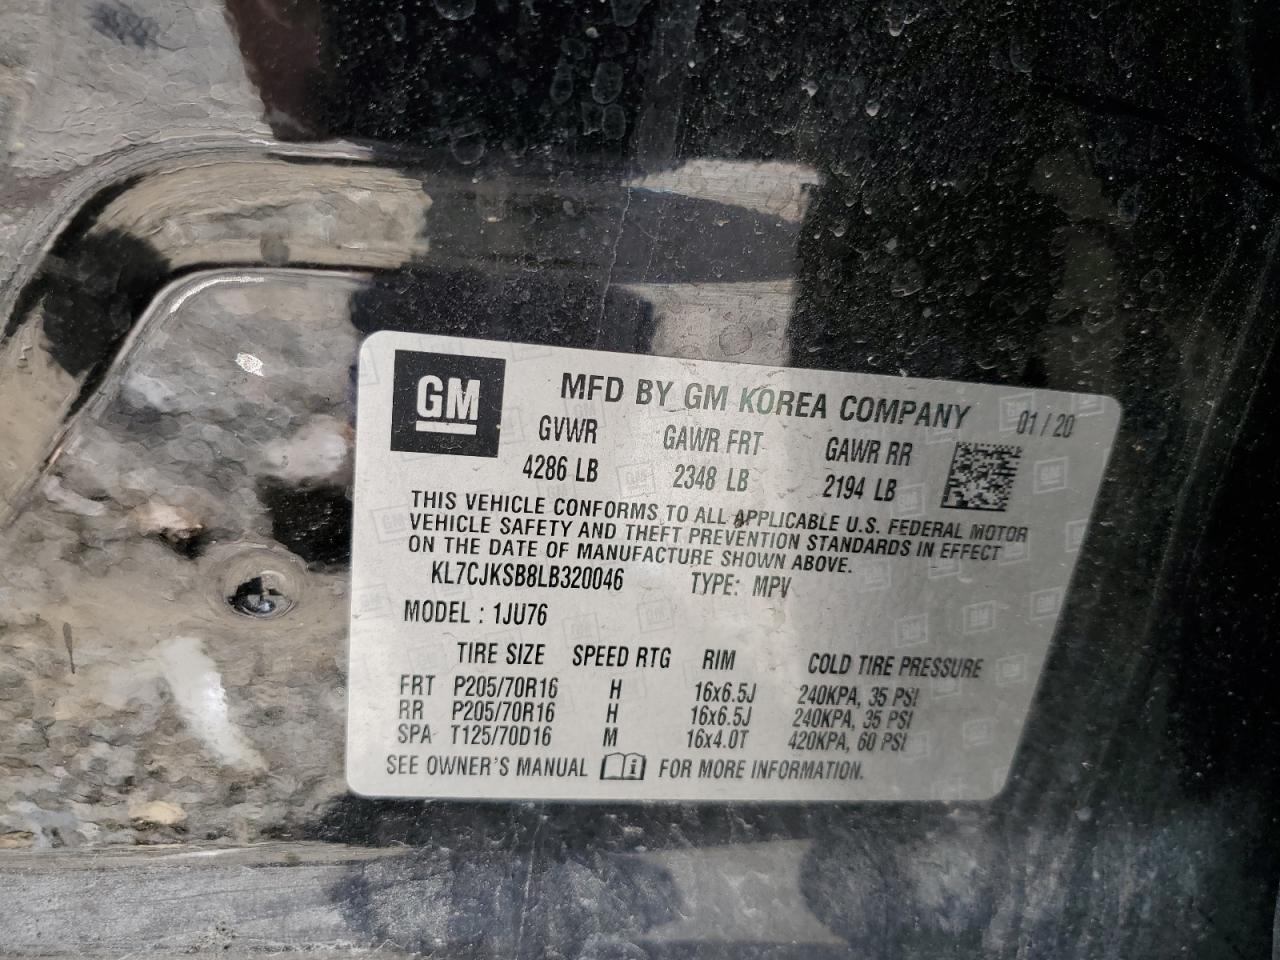 GM
MFD BY GM KOREA COMPANY 01/20
GVWR GAWR FRT GAWR RR
4286 LB 2348 LB 2194 LB
THIS VEHICLE CONFORMS TO ALL APPLICABLE U.S. FEDERAL MOTOR
VEHICLE SAFETY AND THEFT PREVENTION STANDARDS IN EFFECT
ON THE DATE OF MANUFACTURE SHOWN ABOVE.
KL7CJKSB8LB320046 TYPE: MPV
MODEL : 1JU76
TIRE SIZE SPEED RTG RIM COLD TIRE PRESSURE
FRT P205/70R16 H 16x6.5J 240KPA, 35 PSI
RR P205/70R16 H 16x6.5J 240KPA, 35 PSI
SPA T125/70D16 M 16x4.0T 420KPA, 60 PSI
SEE OWNER'S MANUAL i FOR MORE INFORMATION.